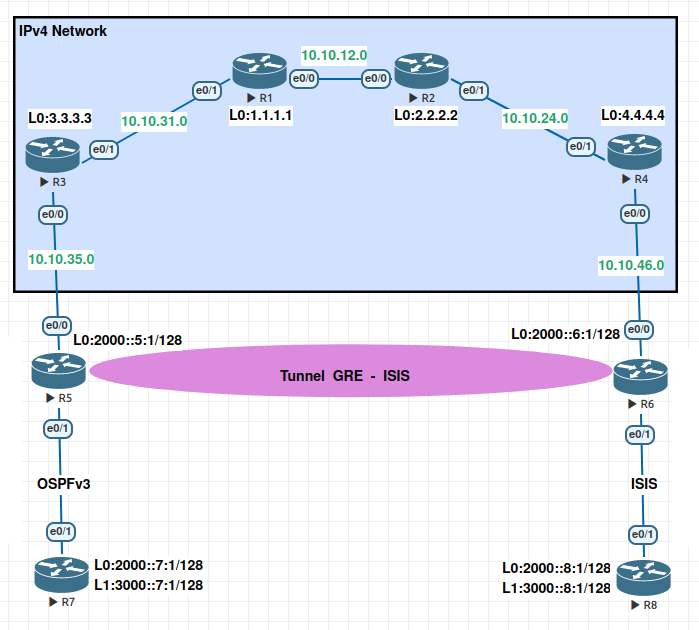 IPv4 Network
10.10.12.0
e0/0
e0/0
R1
R2
e0/1
e0/1
L0:1.1.1.1
L0:2.2.2.2
L0:3.3.3.3
10.10.31.0
10.10.24.0
L0:4.4.4.4
e0/1
e0/1
R3
R4
e0/0
e0/0
10.10.35.0
10.10.46.0
e0/0
e0/0
L0:2000::5:1/128
L0:2000::6:1/128
Tunnel GRE - ISIS
R5
R6
e0/1
e0/1
OSPFv3
ISIS
e0/1
e0/1
L0:2000::7:1/128
L1:3000::7:1/128
L0:2000::8:1/128
L1:3000::8:1/128
R7
R8